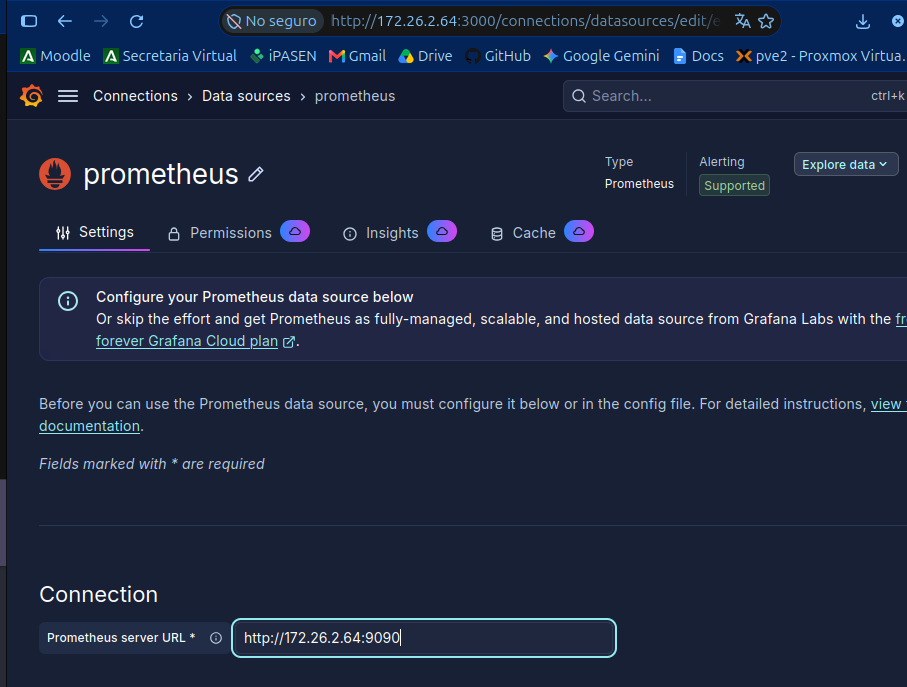 No seguro http://172.26.2.64:3000/connections/datasources/edit/e
Moodle Secretaria Virtual iPASEN Gmail Drive GitHub Google Gemini Docs pve2 - Proxmox Virtua.
Connections › Data sources › prometheus Search... ctrl+k
prometheus
Type
Prometheus
Alerting
Supported
Explore data
Settings Permissions Insights Cache
Configure your Prometheus data source below
Or skip the effort and get Prometheus as fully-managed, scalable, and hosted data source from Grafana Labs with the fr
forever Grafana Cloud plan.
Before you can use the Prometheus data source, you must configure it below or in the config file. For detailed instructions, view
documentation.
Fields marked with * are required
Connection
Prometheus server URL * http://172.26.2.64:9090